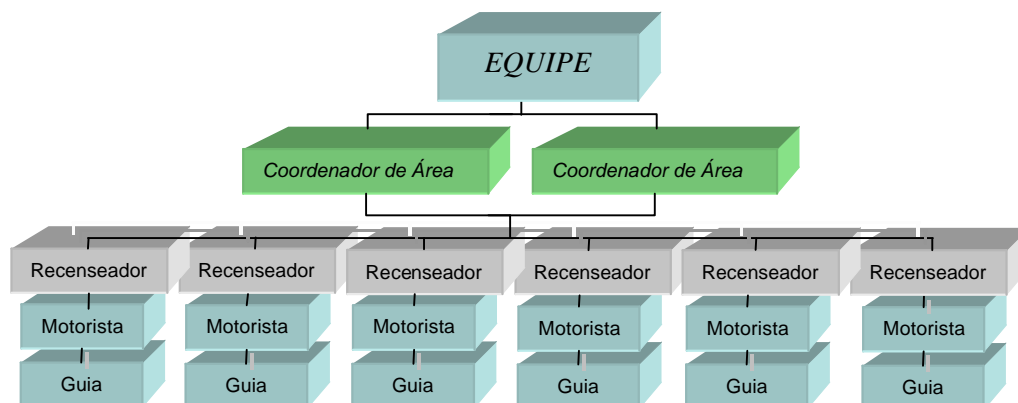 EQUIPE
Coordenador de Área
Coordenador de Área
Recenseador
Recenseador
Recenseador
Recenseador
Recenseador
Recenseador
Motorista
Motorista
Motorista
Motorista
Motorista
Motorista
Guia
Guia
Guia
Guia
Guia
Guia